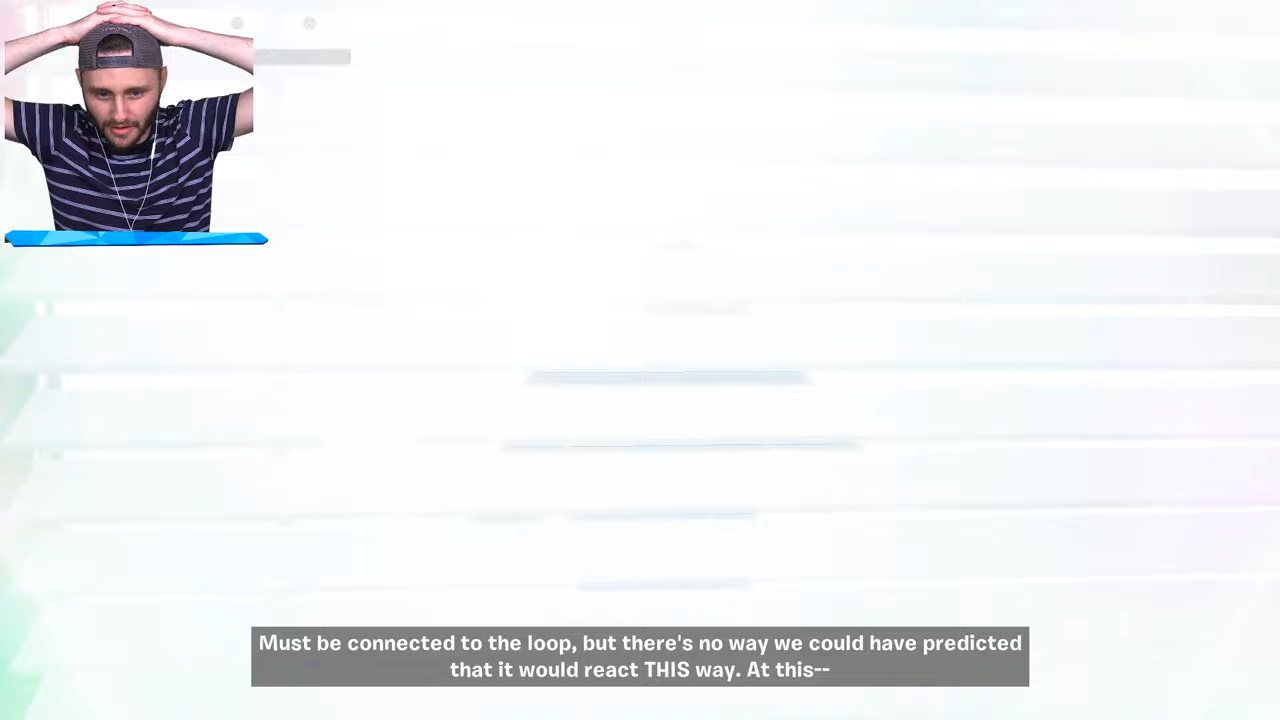 Must be connected to the loop, but there's no way we could have predicted
that it would react THIS way. At this--